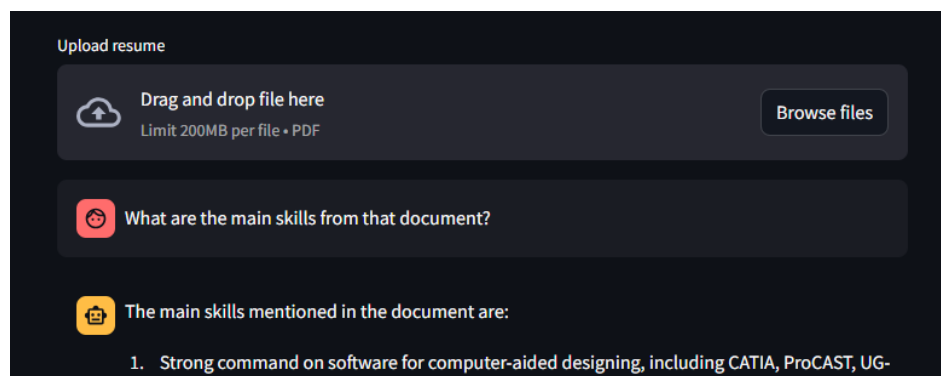 Upload resume
Drag and drop file here
Limit 200MB per file • PDF
Browse files
What are the main skills from that document?
The main skills mentioned in the document are:
1. Strong command on software for computer-aided designing, including CATIA, ProCAST, UG-